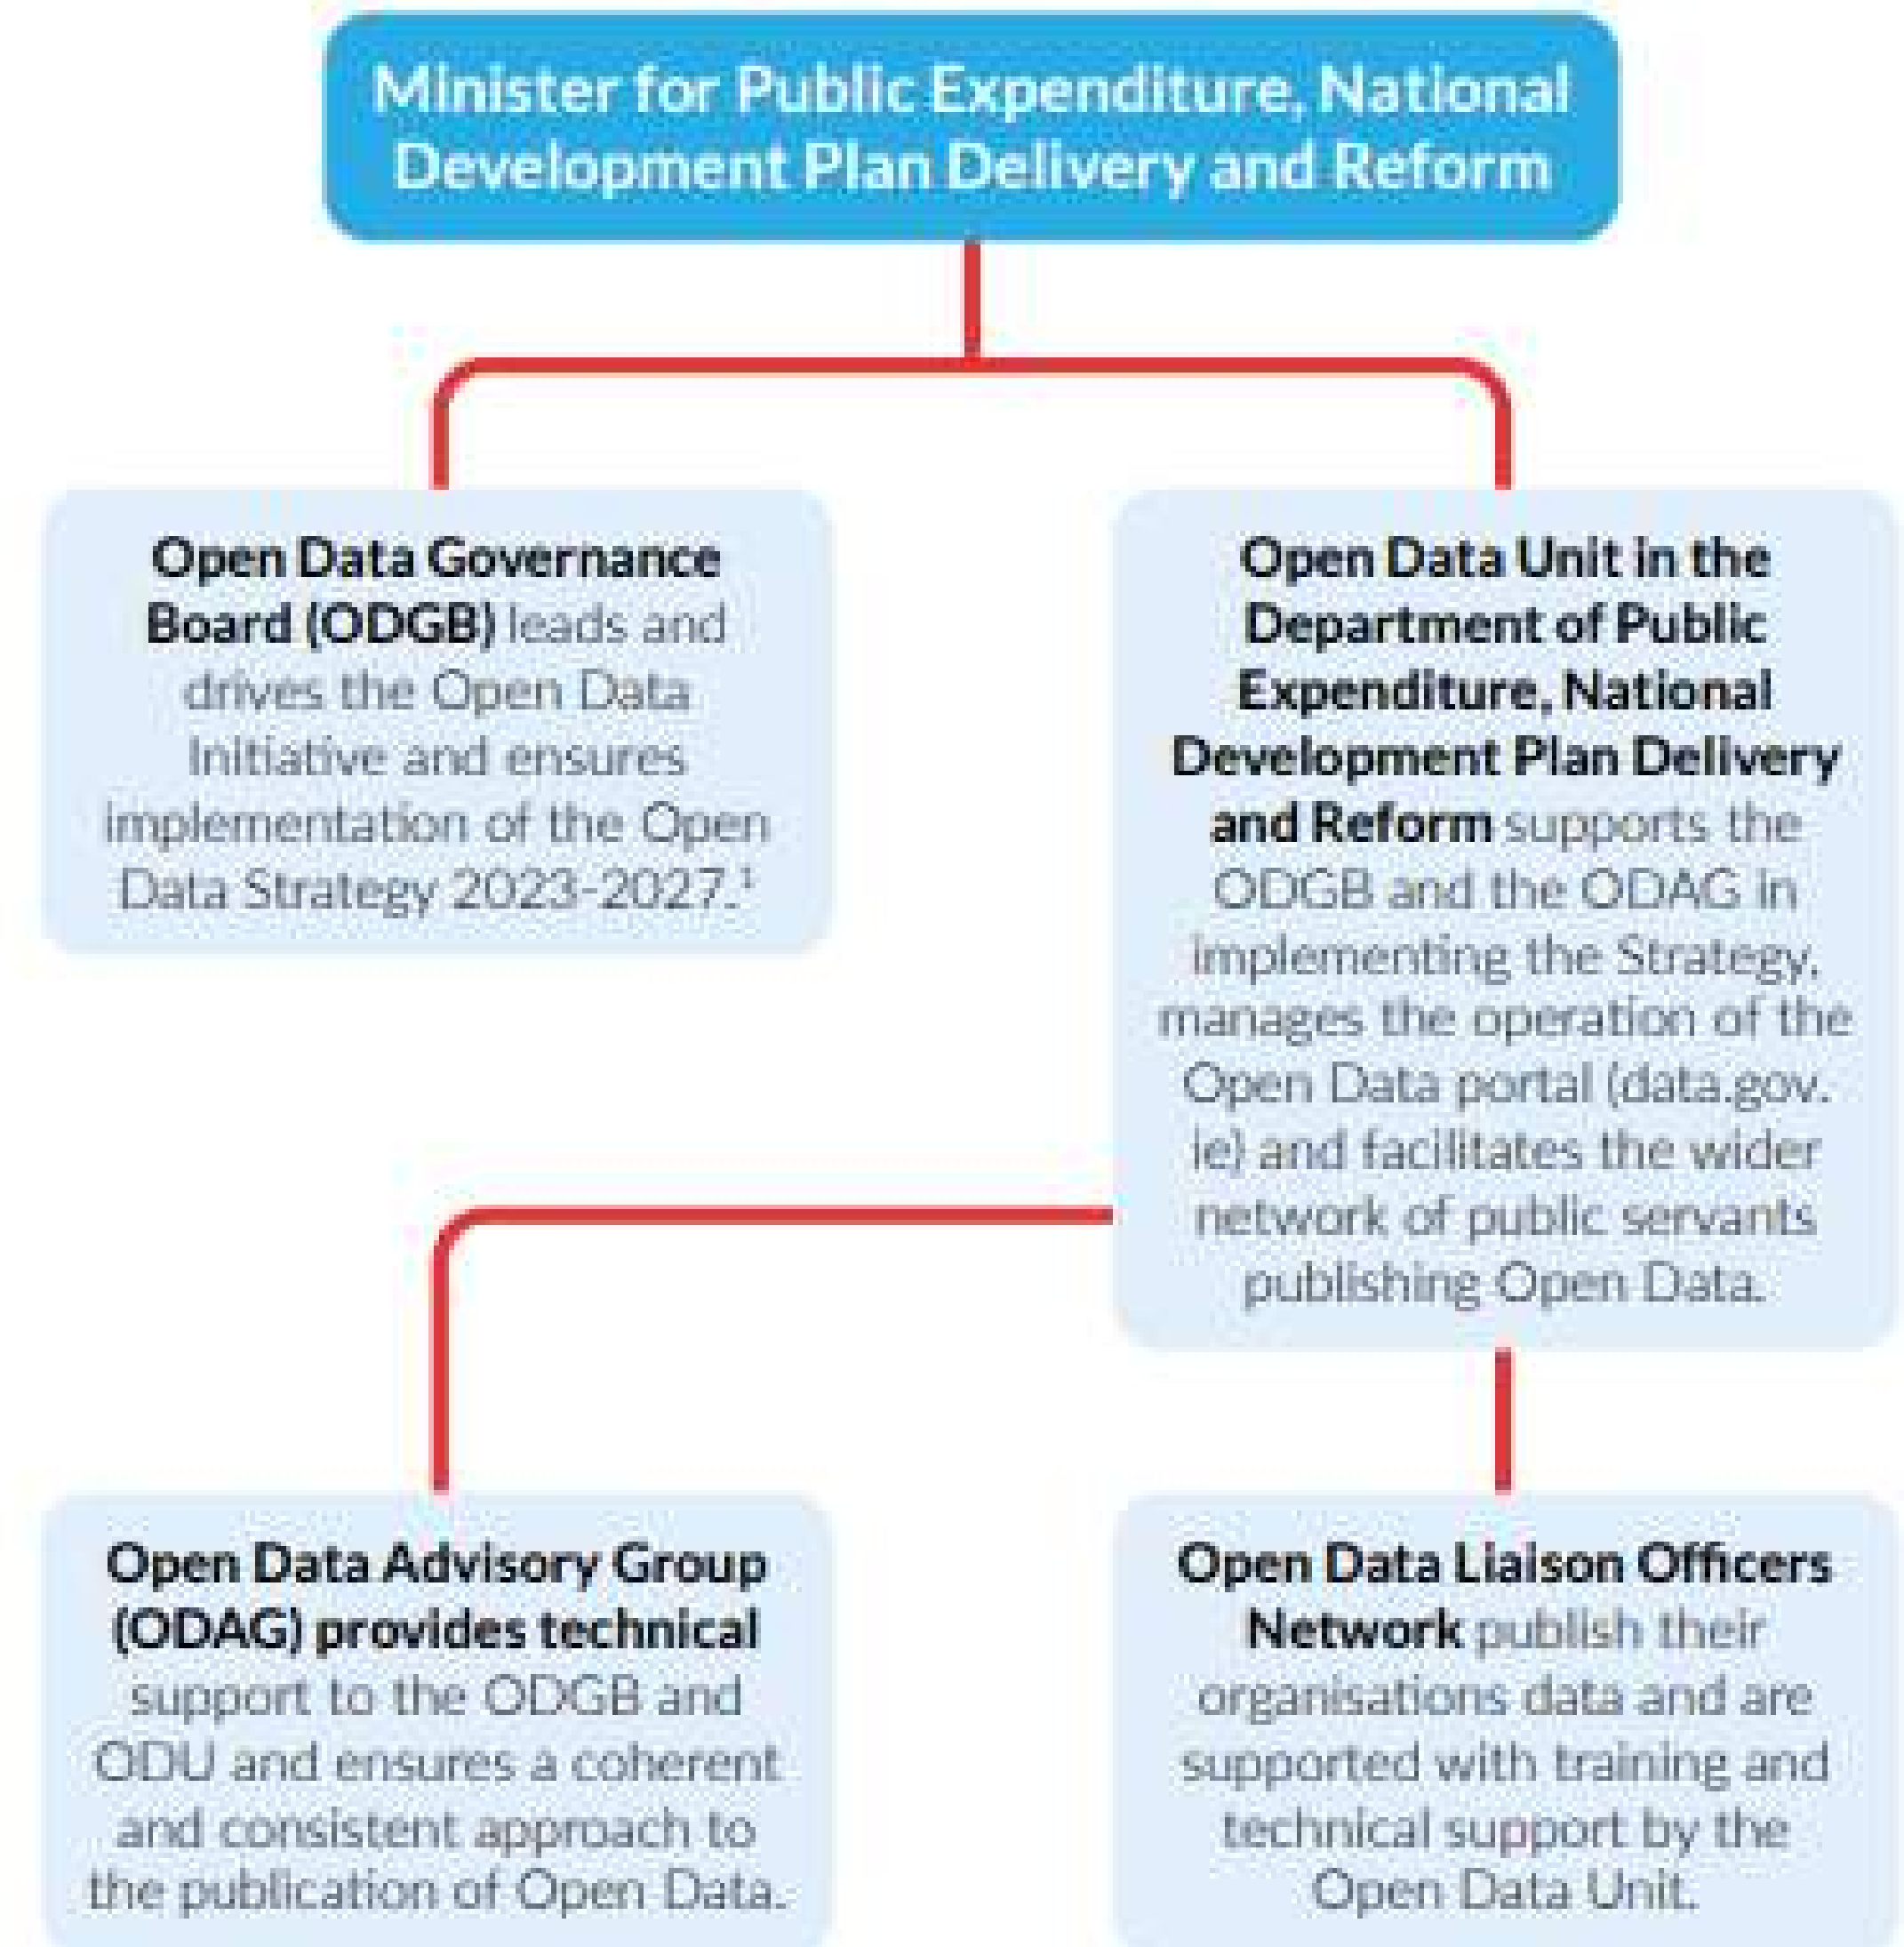 Minister for Public Expenditure, National
Development Plan Delivery and Reform
Open Data Governance
Board (ODGB) leads and
drives the Open Data
Initiative and ensures
implementation of the Open
Data Strategy 2023-2027.¹
Open Data Unit in the
Department of Public
Expenditure, National
Development Plan Delivery
and Reform supports the
ODGB and the ODAG in
implementing the Strategy,
manages the operation of the
Open Data portal (data.gov.
ie) and facilitates the wider
network of public servants
publishing Open Data.
Open Data Advisory Group
(ODAG) provides technical
support to the ODGB and
ODU and ensures a coherent
and consistent approach to
the publication of Open Data.
Open Data Liaison Officers
Network publish their
organisations data and are
supported with training and
technical support by the
Open Data Unit.